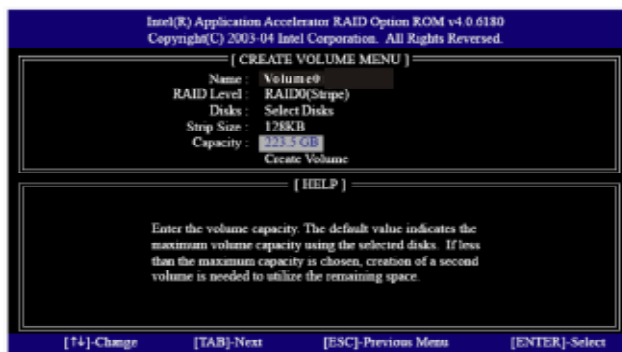 Intel(R) Application Accelerator RAID Option ROM v4.0.6180
Copyright(C) 2003-04 Intel Corporation. All Rights Reversed.
[ CREATE VOLUME MENU ]
Name : Volume0
RAID Level : RAID0(Stripe)
Disks : Select Disks
Strip Size : 128KB
Capacity : 223.5 GB
Create Volume
[ HELP ]
Enter the volume capacity. The default value indicates the
maximum volume capacity using the selected disks. If less
than the maximum capacity is chosen, creation of a second
volume is needed to utilize the remaining space.
[↑↓]-Change [TAB]-Next [ESC]-Previous Menu [ENTER]-Select